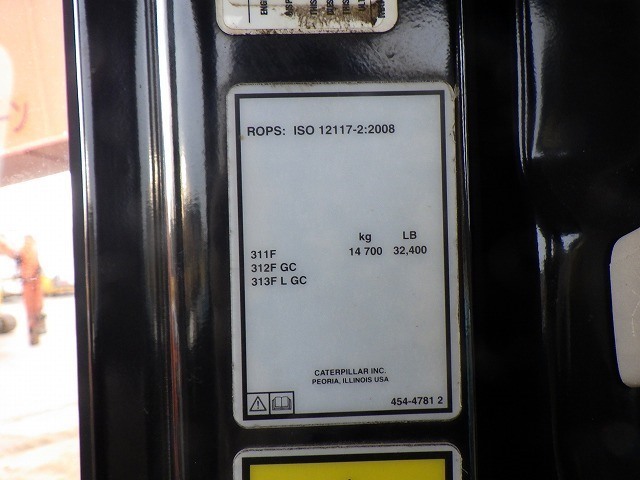 ROPS: ISO 12117-2:2008
kg LB
311F 14 700 32,400
312F GC
313F L GC
CATERPILLAR INC.
PEORIA, ILLINOIS USA
454-4781 2